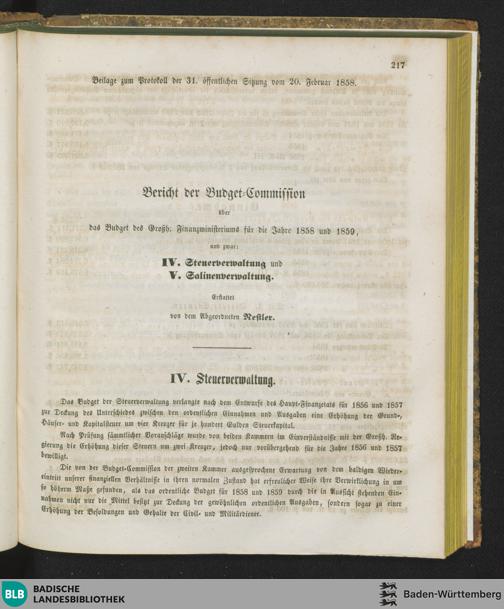 217
Beilage zum Protokoll der 31. öffentlichen Sitzung vom 20. Februar 1858.
Bericht der Budget-Commission
über
das Budget des Großh. Finanzministeriums für die Jahre 1858 und 1859,
und zwar:
IV. Steuerverwaltung und
V. Salinenverwaltung.
Erstattet
von dem Abgeordneten Nestler.
IV. Steuerverwaltung.
Das Budget der Steuerverwaltung verlangte nach dem Entwurfe des Haupt-Finanzetats für 1856 und 1857
zur Deckung des Unterschiedes zwischen den ordentlichen Einnahmen und Ausgaben eine Erhöhung der Grund-,
Häuser- und Kapitalsteuer um vier Kreuzer für je hundert Gulden Steuerkapital.
Nach Prüfung sämmtlicher Voranschläge wurde von beiden Kammern im Einverständnisse mit der Großh. Re-
gierung die Erhöhung dieser Steuern um zwei Kreuzer, jedoch nur vorübergehend für die Jahre 1856 und 1857
bewilligt.
Die von der Budget-Commission der zweiten Kammer ausgesprochene Erwartung von dem baldigen Wieder-
eintritt unserer finanziellen Verhältnisse in ihren normalen Zustand hat erfreulicher Weise ihre Verwirklichung in um
so höherm Maße gefunden, als das ordentliche Budget für 1858 und 1859 durch die in Aussicht stehenden Ein-
nahmen nicht nur die Mittel besitzt zur Deckung der gewöhnlichen ordentlichen Ausgaben, sondern sogar zu einer
Erhöhung der Besoldungen und Gehalte der Civil- und Militärdiener.
BLB
BADISCHE
LANDESBIBLIOTHEK
Baden-Württemberg